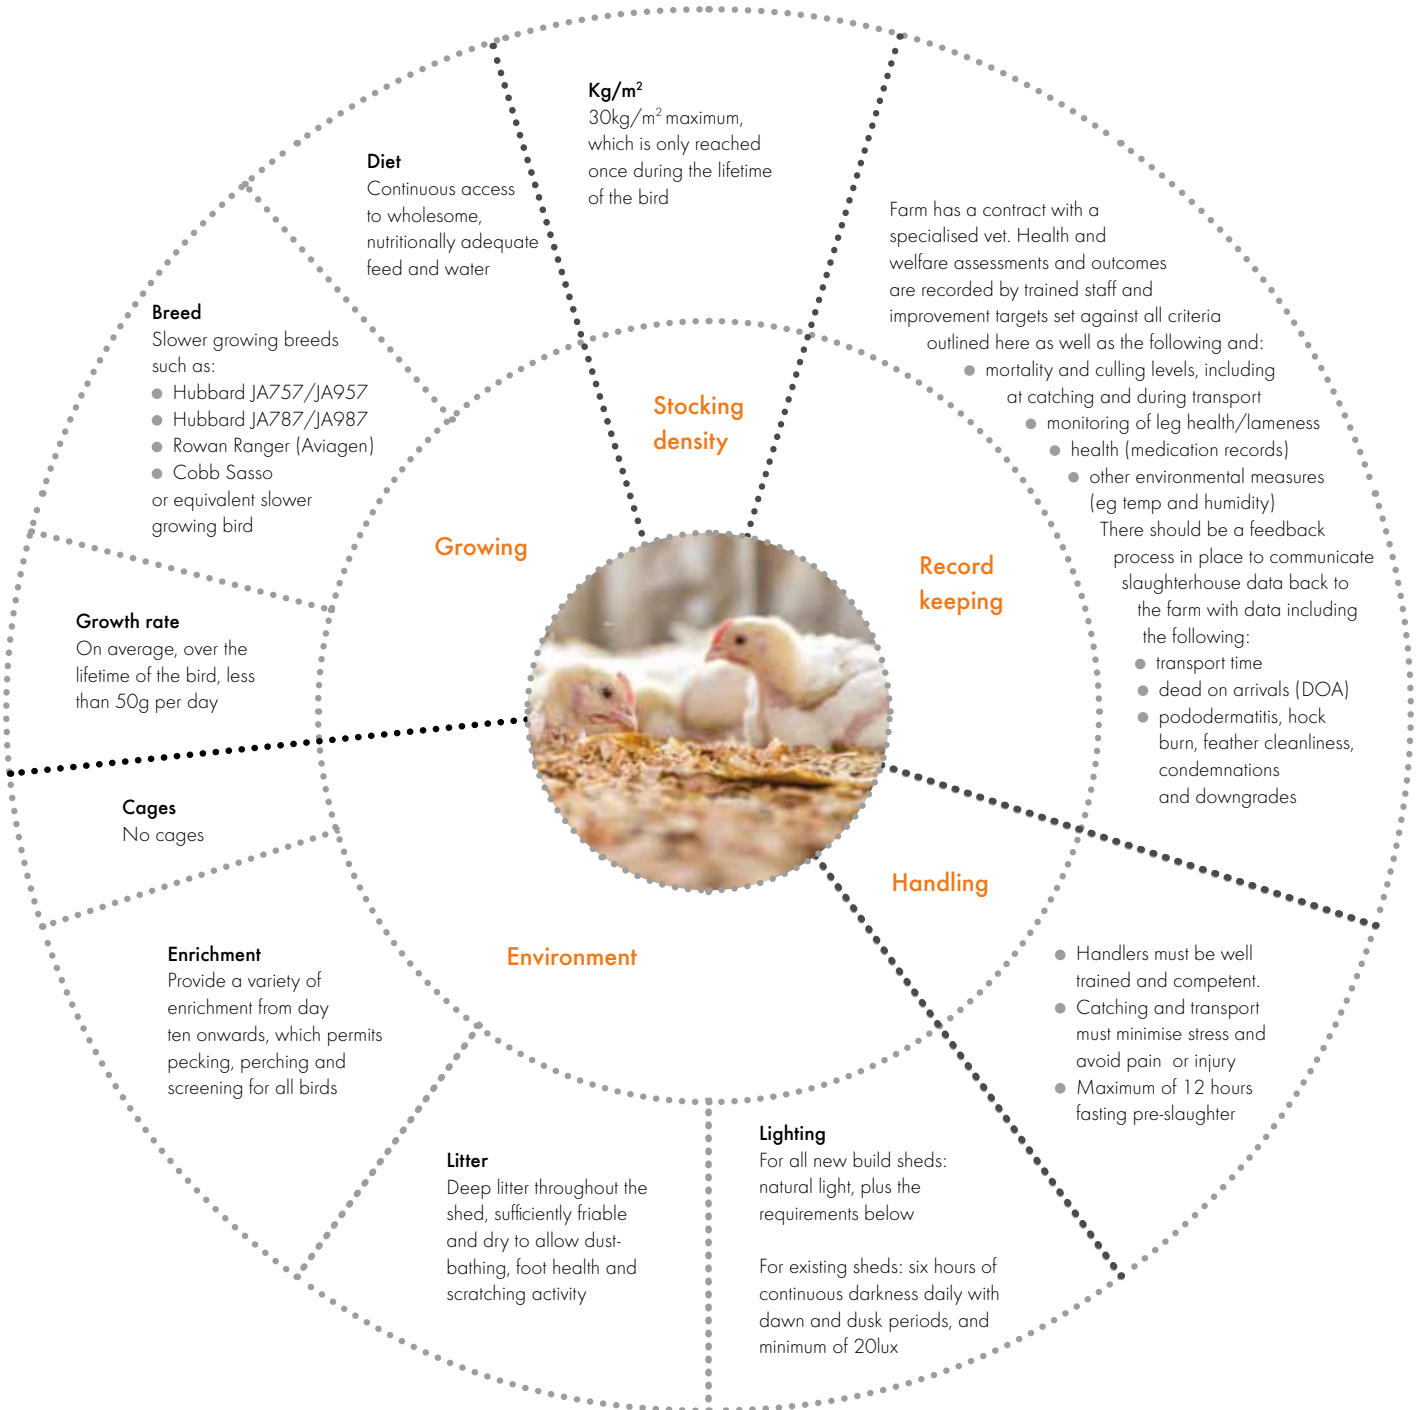 Kg/m²
30kg/m² maximum,
which is only reached
once during the lifetime
of the bird
Stocking
density
Farm has a contract with a
specialised vet. Health and
welfare assessments and outcomes
are recorded by trained staff and
improvement targets set against all criteria
outlined here as well as the following and:
● mortality and culling levels, including
at catching and during transport
● monitoring of leg health/lameness
● health (medication records)
● other environmental measures
(eg temp and humidity)
There should be a feedback
process in place to communicate
slaughterhouse data back to
the farm with data including
the following:
● transport time
● dead on arrivals (DOA)
● pododermatitis, hock
burn, feather cleanliness,
condemnations
and downgrades
Record
keeping
Handling
● Handlers must be well
trained and competent.
● Catching and transport
must minimise stress and
avoid pain or injury
● Maximum of 12 hours
fasting pre-slaughter
Environment
Lighting
For all new build sheds:
natural light, plus the
requirements below
For existing sheds: six hours of
continuous darkness daily with
dawn and dusk periods, and
minimum of 20lux
Litter
Deep litter throughout the
shed, sufficiently friable
and dry to allow dust-
bathing, foot health and
scratching activity
Enrichment
Provide a variety of
enrichment from day
ten onwards, which permits
pecking, perching and
screening for all birds
Cages
No cages
Growing
Growth rate
On average, over the
lifetime of the bird, less
than 50g per day
Breed
Slower growing breeds
such as:
● Hubbard JA757/JA957
● Hubbard JA787/JA987
● Rowan Ranger (Aviagen)
● Cobb Sasso
or equivalent slower
growing bird
Diet
Continuous access
to wholesome,
nutritionally adequate
feed and water